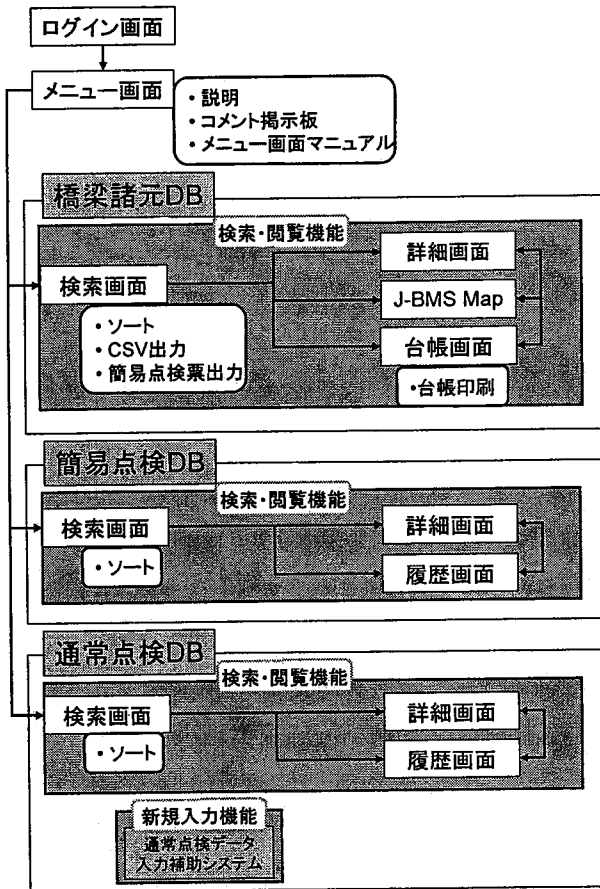 ログイン画面
メニュー画面
・説明
・コメント掲示板
・メニュー画面マニュアル
橋梁諸元DB
検索・閲覧機能
検索画面
・ソート
・CSV出力
・簡易点検票出力
詳細画面
J-BMS Map
台帳画面
・台帳印刷
簡易点検DB
検索・閲覧機能
検索画面
・ソート
詳細画面
履歴画面
通常点検DB
検索・閲覧機能
検索画面
・ソート
詳細画面
履歴画面
新規入力機能
通常点検データ
入力補助システム